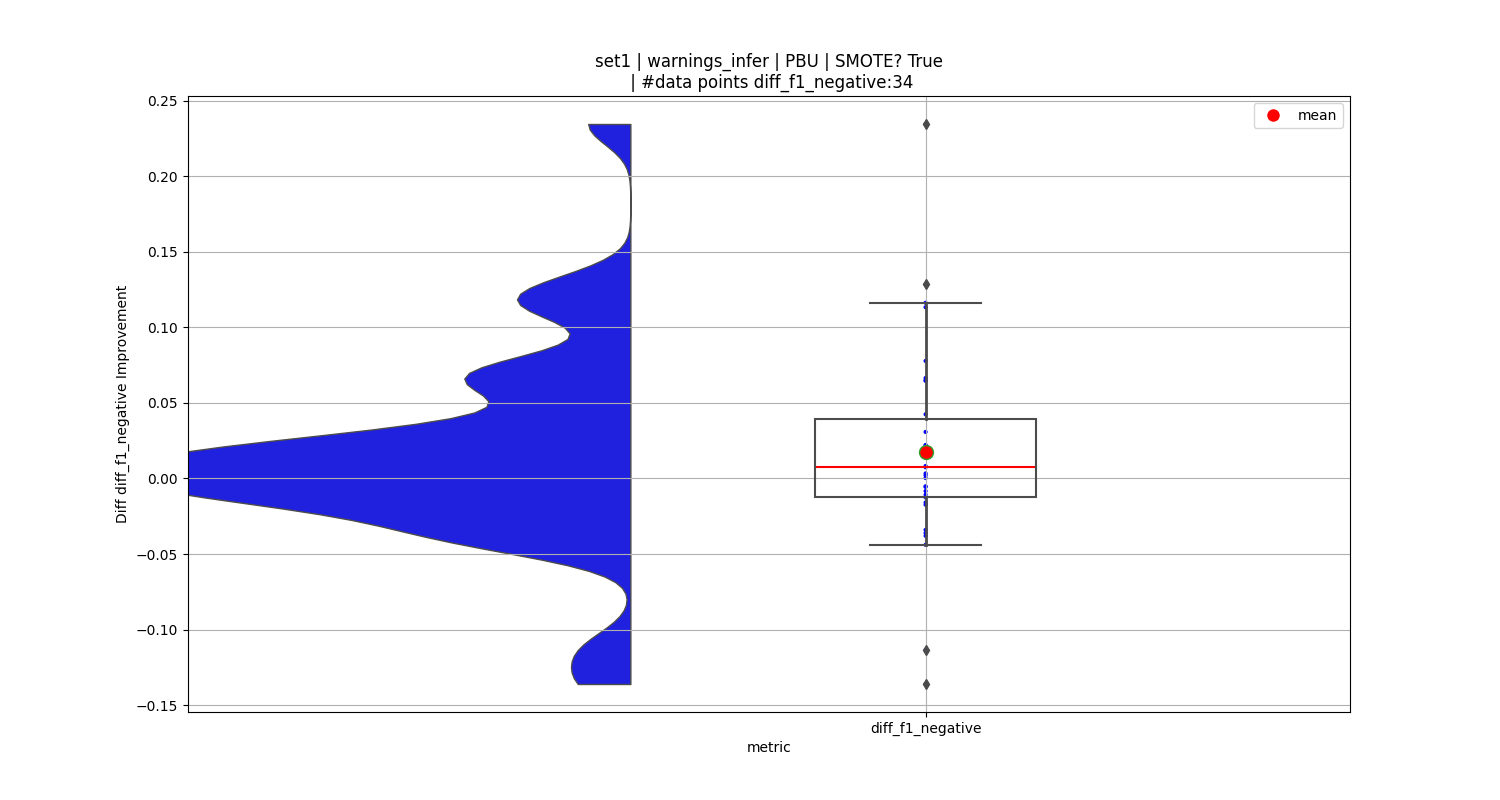 set1 | warnings_infer | PBU | SMOTE? True
| #data points diff_f1_negative:34
mean
0.25
0.20
0.15
0.10
0.05
0.00
−0.05
−0.10
−0.15
Diff diff_f1_negative Improvement
diff_f1_negative
metric